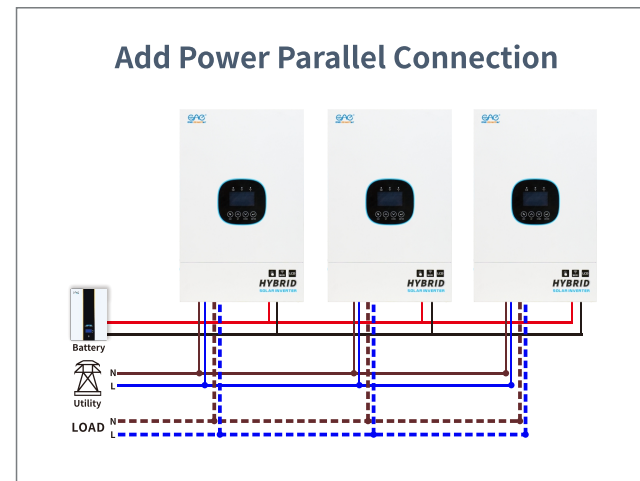 Add Power Parallel Connection
HYBRID
SOLAR INVERTER
HYBRID
SOLAR INVERTER
HYBRID
SOLAR INVERTER
Battery
N
L
Utility
N
LOAD
L